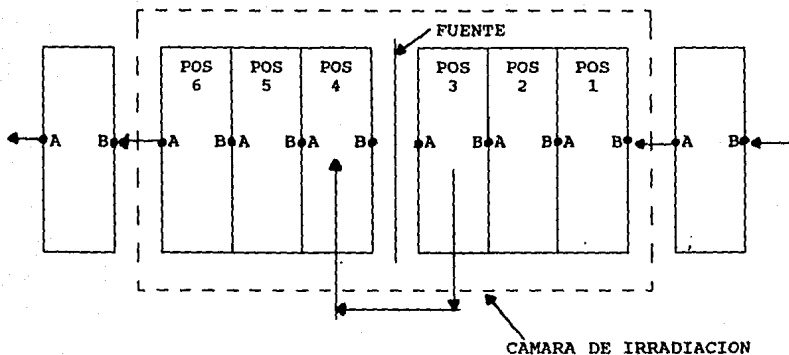 FUENTE
POS
6
POS
5
POS
4
POS
3
POS
2
POS
1
A B A B A B A B A B A B A B A B
CAMARA DE IRRADIACION